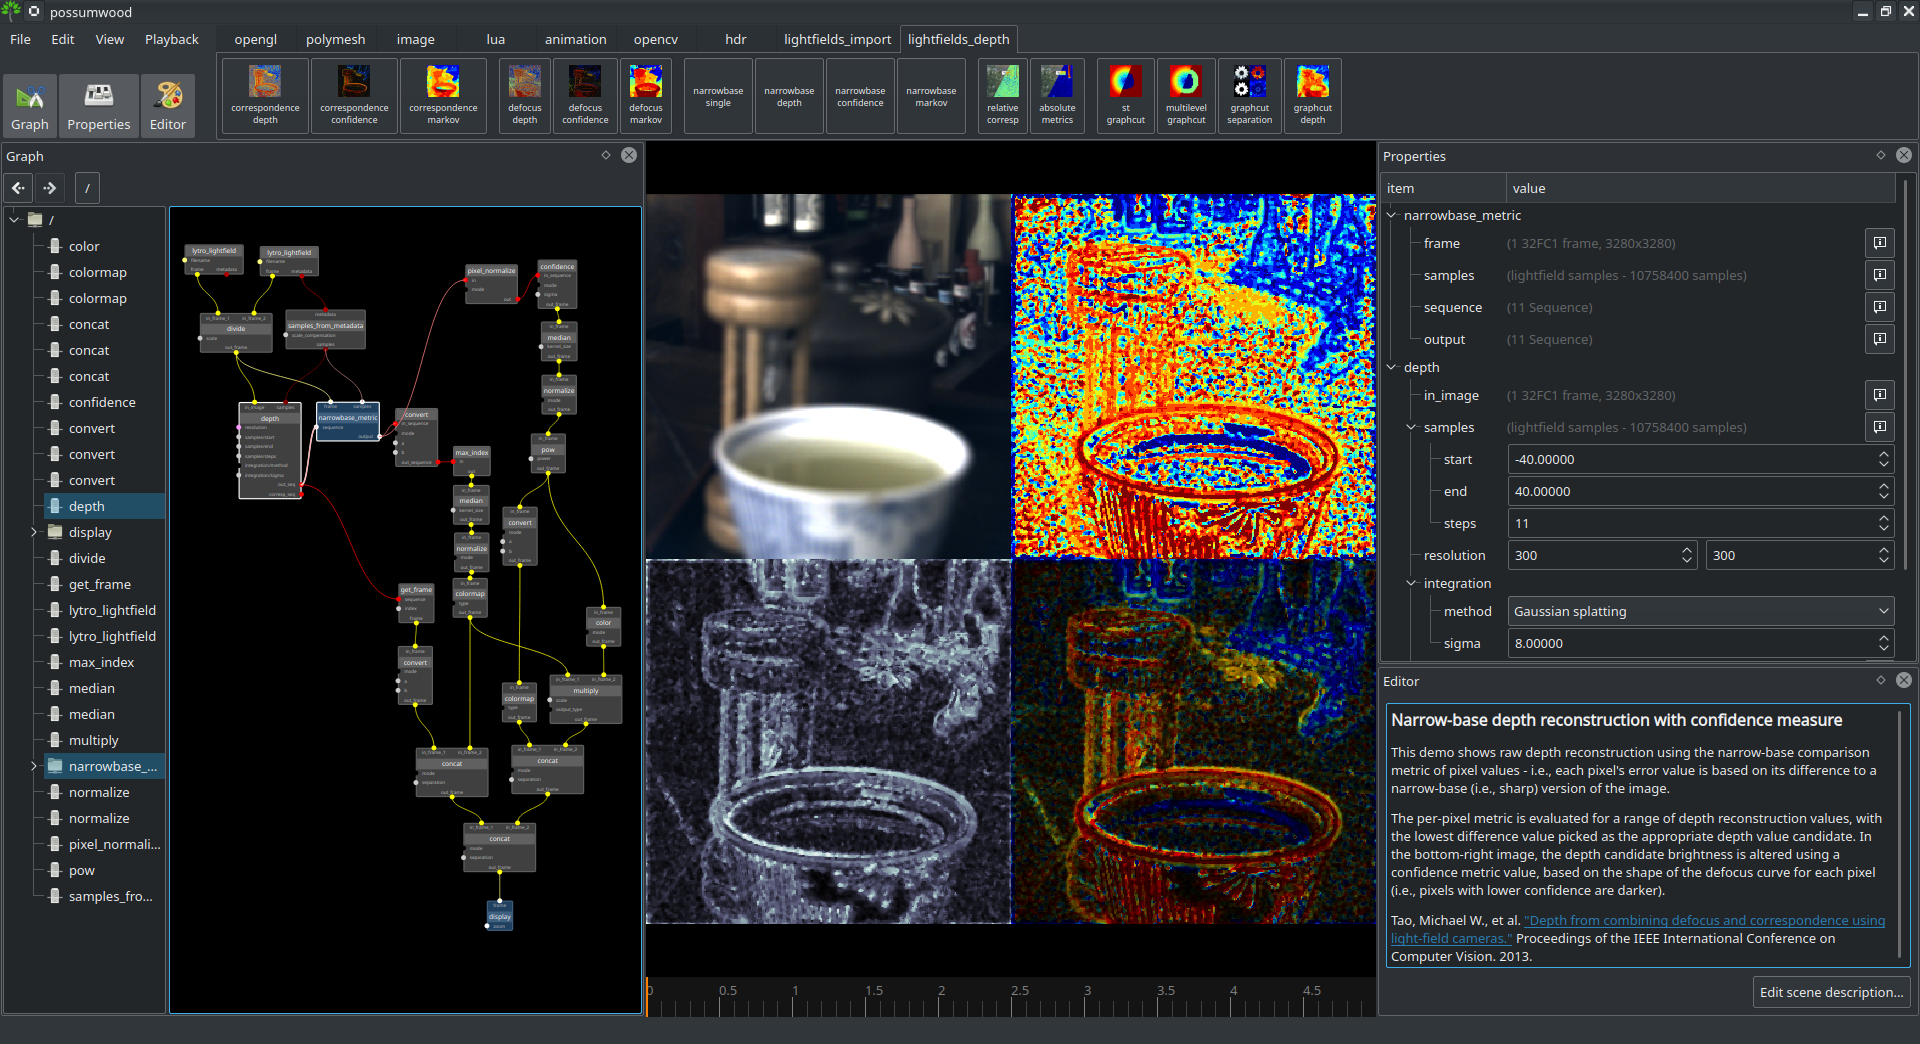 possumwood
File Edit View Playback
opengl polymesh image lua animation opencv hdr lightfields_import lightfields_depth
Graph Properties Editor
correspondence depth
correspondence confidence
correspondence markov
defocus depth
defocus confidence
defocus markov
narrowbase single
narrowbase depth
narrowbase confidence
narrowbase markov
relative corresp
absolute metrics
st graphcut
multilevel graphcut
graphcut separation
graphcut depth
Graph
/
/
color
colormap
colormap
concat
concat
concat
confidence
convert
convert
convert
depth
display
divide
get_frame
lytro_lightfield
lytro_lightfield
max_index
median
median
multiply
narrowbase_...
normalize
normalize
pixel_normali...
pow
samples_fro...
lytro_lightfield
lytro_lightfield
divide
samples_from_metadata
depth
narrowbase_metric
convert
pixel_normalize
confidence
median
normalize
pow
max_index
median
normalize
colormap
convert
get_frame
convert
color
colormap
multiply
concat
concat
concat
display
0 0.5 1 1.5 2 2.5 3 3.5 4 4.5
Properties
item value
narrowbase_metric
frame (1 32FC1 frame, 3280x3280)
samples (lightfield samples - 10758400 samples)
sequence (11 Sequence)
output (11 Sequence)
depth
in_image (1 32FC1 frame, 3280x3280)
samples (lightfield samples - 10758400 samples)
start -40.00000
end 40.00000
steps 11
resolution 300 300
integration
method Gaussian splatting
sigma 8.00000
Editor
Narrow-base depth reconstruction with confidence measure
This demo shows raw depth reconstruction using the narrow-base comparison
metric of pixel values - i.e., each pixel's error value is based on its difference to a
narrow-base (i.e., sharp) version of the image.
The per-pixel metric is evaluated for a range of depth reconstruction values, with
the lowest difference value picked as the appropriate depth value candidate. In
the bottom-right image, the depth candidate brightness is altered using a
confidence metric value, based on the shape of the defocus curve for each pixel
(i.e., pixels with lower confidence are darker).
Tao, Michael W., et al. "Depth from combining defocus and correspondence using
light-field cameras." Proceedings of the IEEE International Conference on
Computer Vision. 2013.
Edit scene description...